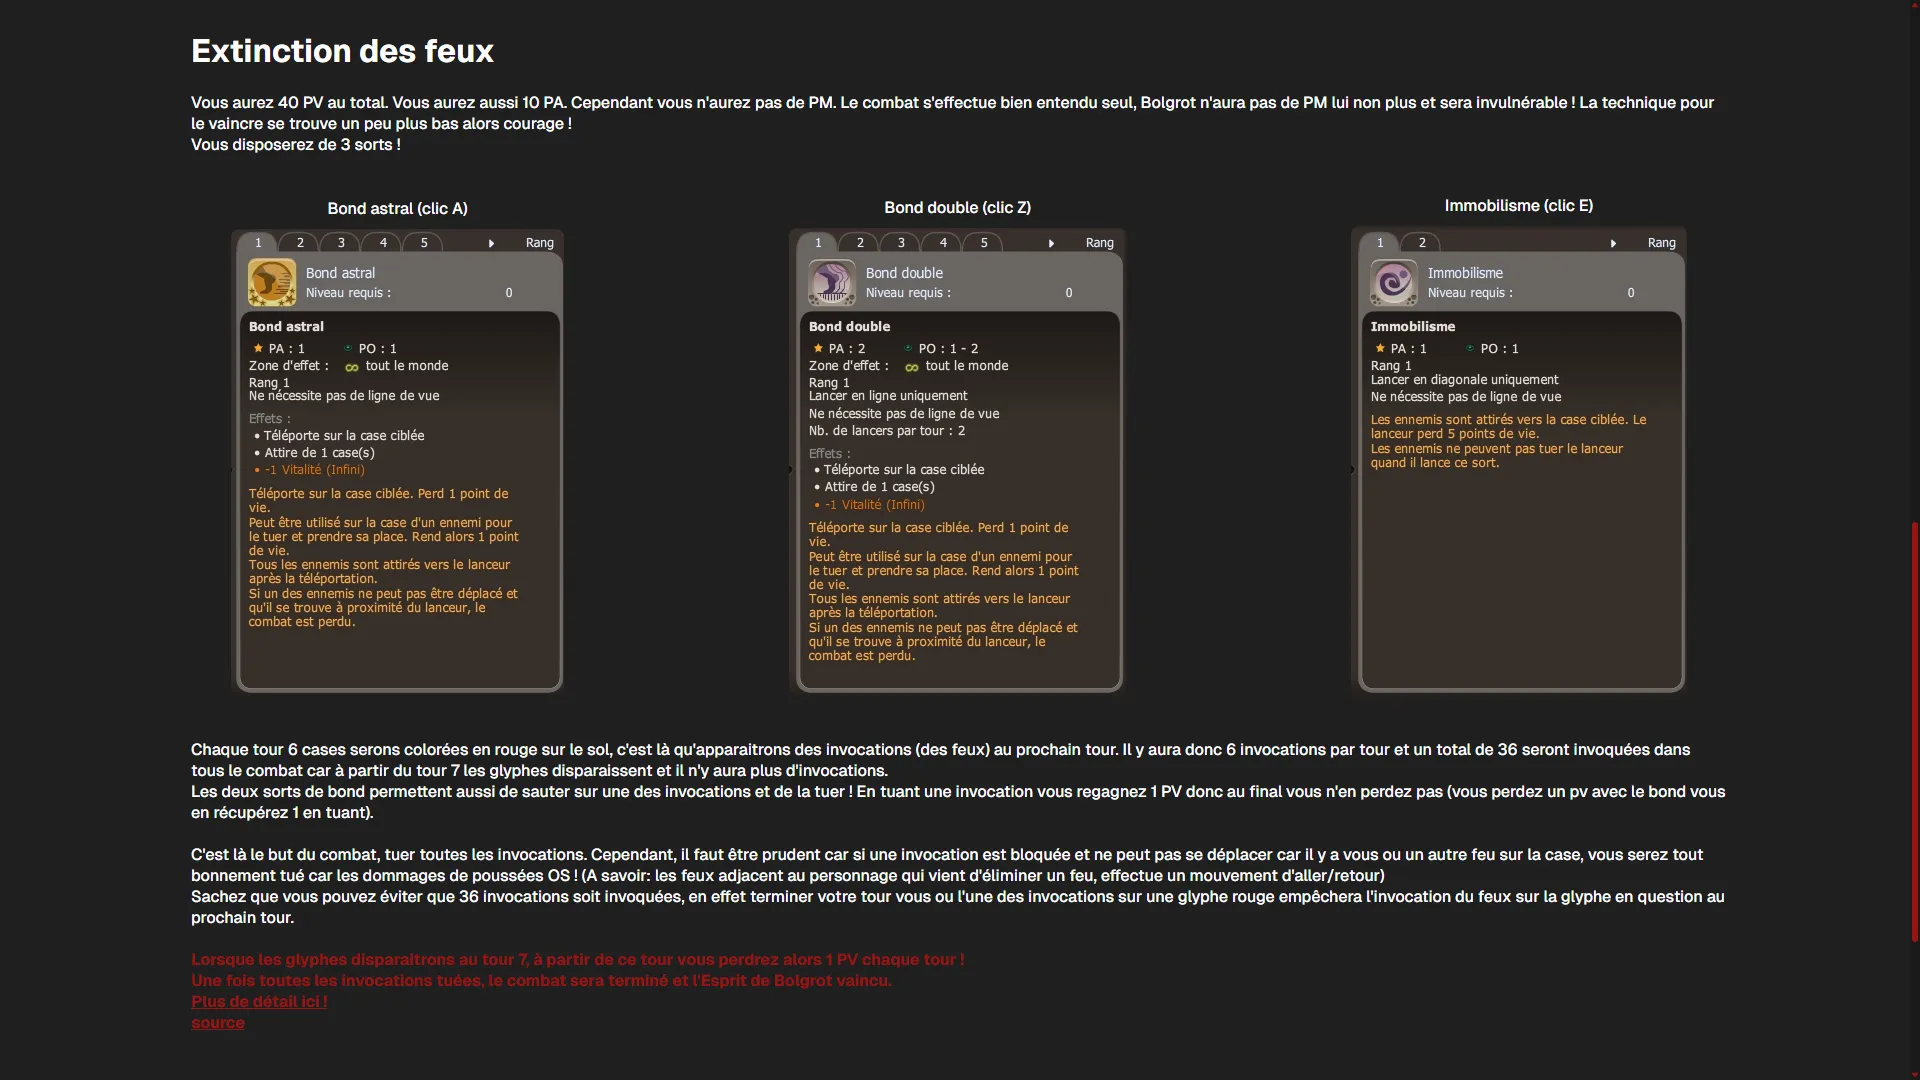 Extinction des feux
Vous aurez 40 PV au total. Vous aurez aussi 10 PA. Cependant vous n'aurez pas de PM. Le combat s'effectue bien entendu seul, Bolgrot n'aura pas de PM lui non plus et sera invulnérable ! La technique pour
le vaincre se trouve un peu plus bas alors courage !
Vous disposerez de 3 sorts !
Bond astral (clic A)
1 2 3 4 5 Rang
Bond astral
Niveau requis : 0
Bond astral
PA : 1 PO : 1
Zone d'effet : tout le monde
Rang 1
Ne nécessite pas de ligne de vue
Effets :
• Téléporte sur la case ciblée
• Attire de 1 case(s)
• -1 Vitalité (Infini)
Téléporte sur la case ciblée. Perd 1 point de
vie.
Peut être utilisé sur la case d'un ennemi pour
le tuer et prendre sa place. Rend alors 1 point
de vie.
Tous les ennemis sont attirés vers le lanceur
après la téléportation.
Si un des ennemis ne peut pas être déplacé et
qu'il se trouve à proximité du lanceur, le
combat est perdu.
Bond double (clic Z)
1 2 3 4 5 Rang
Bond double
Niveau requis : 0
Bond double
PA : 2 PO : 1 - 2
Zone d'effet : tout le monde
Rang 1
Lancer en ligne uniquement
Ne nécessite pas de ligne de vue
Nb. de lancers par tour : 2
Effets :
• Téléporte sur la case ciblée
• Attire de 1 case(s)
• -1 Vitalité (Infini)
Téléporte sur la case ciblée. Perd 1 point de
vie.
Peut être utilisé sur la case d'un ennemi pour
le tuer et prendre sa place. Rend alors 1 point
de vie.
Tous les ennemis sont attirés vers le lanceur
après la téléportation.
Si un des ennemis ne peut pas être déplacé et
qu'il se trouve à proximité du lanceur, le
combat est perdu.
Immobilisme (clic E)
1 2 Rang
Immobilisme
Niveau requis : 0
Immobilisme
PA : 1 PO : 1
Rang 1
Lancer en diagonale uniquement
Ne nécessite pas de ligne de vue
Les ennemis sont attirés vers la case ciblée. Le
lanceur perd 5 points de vie.
Les ennemis ne peuvent pas tuer le lanceur
quand il lance ce sort.
Chaque tour 6 cases serons colorées en rouge sur le sol, c'est là qu'apparaitrons des invocations (des feux) au prochain tour. Il y aura donc 6 invocations par tour et un total de 36 seront invoquées dans
tous le combat car à partir du tour 7 les glyphes disparaissent et il n'y aura plus d'invocations.
Les deux sorts de bond permettent aussi de sauter sur une des invocations et de la tuer ! En tuant une invocation vous regagnez 1 PV donc au final vous n'en perdez pas (vous perdez un pv avec le bond vous
en récupérez 1 en tuant).
C'est là le but du combat, tuer toutes les invocations. Cependant, il faut être prudent car si une invocation est bloquée et ne peut pas se déplacer car il y a vous ou un autre feu sur la case, vous serez tout
bonnement tué car les dommages de poussées OS ! (A savoir: les feux adjacent au personnage qui vient d'éliminer un feu, effectue un mouvement d'aller/retour)
Sachez que vous pouvez éviter que 36 invocations soit invoquées, en effet terminer votre tour vous ou l'une des invocations sur une glyphe rouge empêchera l'invocation du feux sur la glyphe en question au
prochain tour.
Lorsque les glyphes disparaitrons au tour 7, à partir de ce tour vous perdrez alors 1 PV chaque tour !
Une fois toutes les invocations tuées, le combat sera terminé et l'Esprit de Bolgrot vaincu.
Plus de détail ici !
source